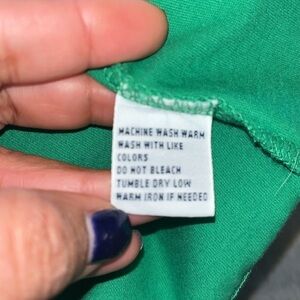 MACHINE WASH WARM
WASH WITH LIKE
COLORS
DO NOT BLEACH
TUMBLE DRY LOW
WARM IRON IF NEEDED